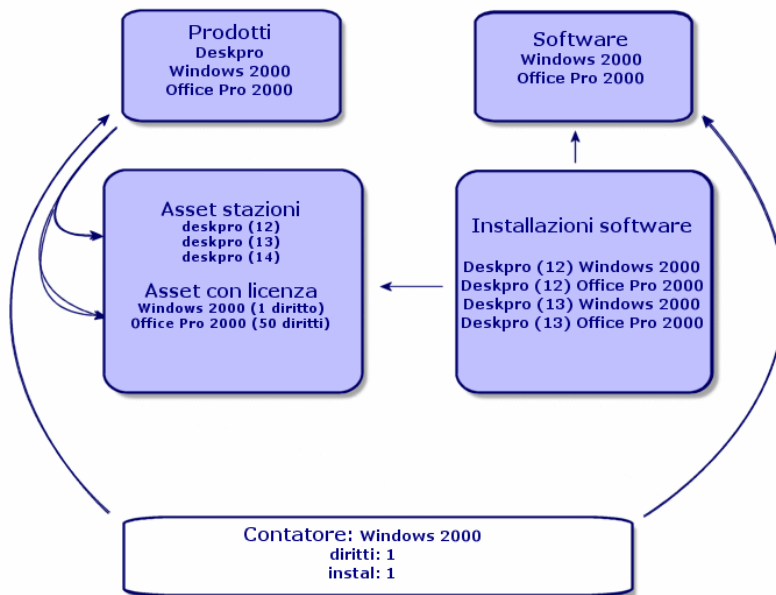 Prodotti
Deskpro
Windows 2000
Office Pro 2000
Software
Windows 2000
Office Pro 2000
Asset stazioni
deskpro (12)
deskpro (13)
deskpro (14)
Asset con licenza
Windows 2000 (1 diritto)
Office Pro 2000 (50 diritti)
Installazioni software
Deskpro (12) Windows 2000
Deskpro (12) Office Pro 2000
Deskpro (13) Windows 2000
Deskpro (13) Office Pro 2000
Contatore: Windows 2000
diritti: 1
instal: 1